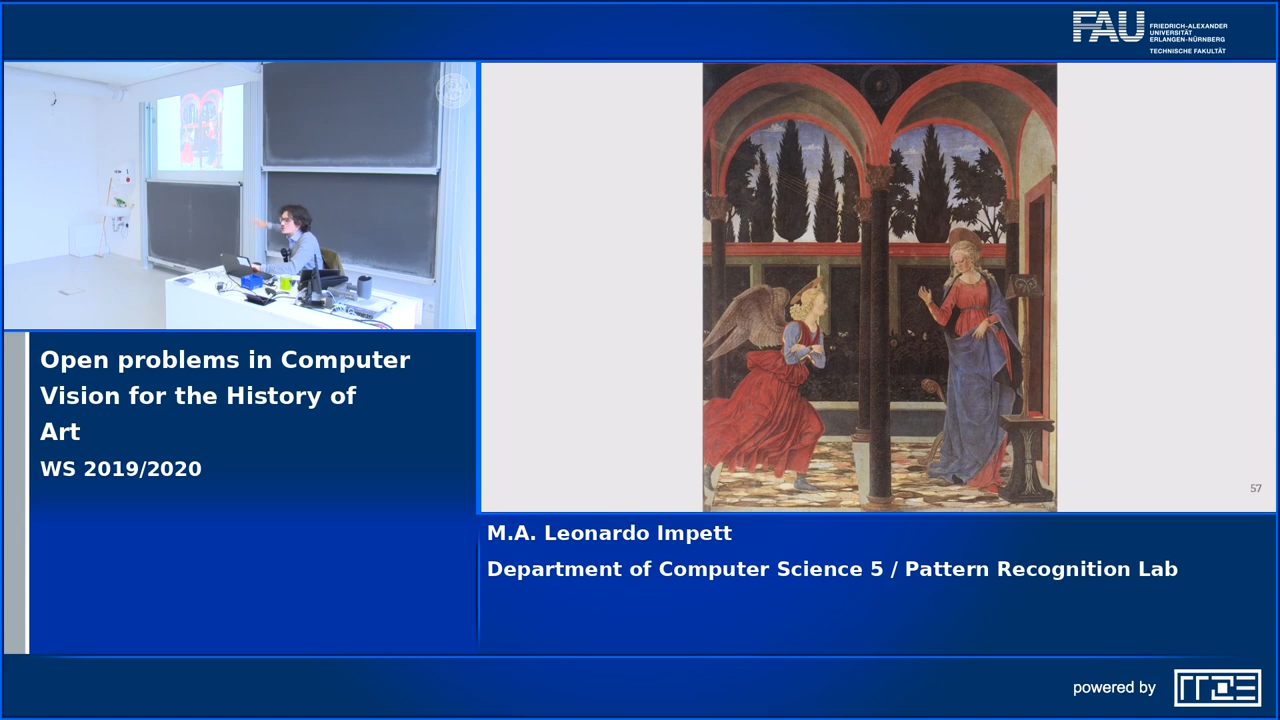 FAU
FRIEDRICH-ALEXANDER
UNIVERSITÄT
ERLANGEN-NÜRNBERG
TECHNISCHE FAKULTÄT
57
Open problems in Computer
Vision for the History of
Art
WS 2019/2020
M.A. Leonardo Impett
Department of Computer Science 5 / Pattern Recognition Lab
powered by
rrze